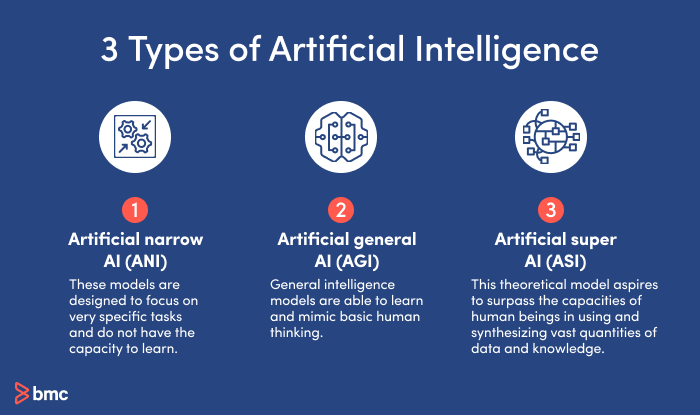 3 Types of Artificial Intelligence
1
Artificial narrow
AI (ANI)
These models are
designed to focus on
very specific tasks
and do not have the
capacity to learn.
2
Artificial general
AI (AGI)
General intelligence
models are able to learn
and mimic basic human
thinking.
3
Artificial super
AI (ASI)
This theoretical model aspires
to surpass the capacities of
human beings in using and
synthesizing vast quantities of
data and knowledge.
bmc